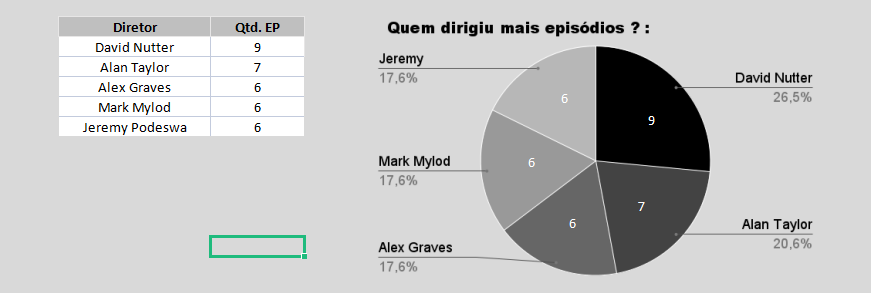 Diretor Qtd. EP
David Nutter 9
Alan Taylor 7
Alex Graves 6
Mark Mylod 6
Jeremy Podeswa 6
Quem dirigiu mais episódios ? :
Jeremy
17,6%
6
David Nutter
26,5%
9
Mark Mylod
17,6%
6
Alan Taylor
20,6%
7
Alex Graves
17,6%
6